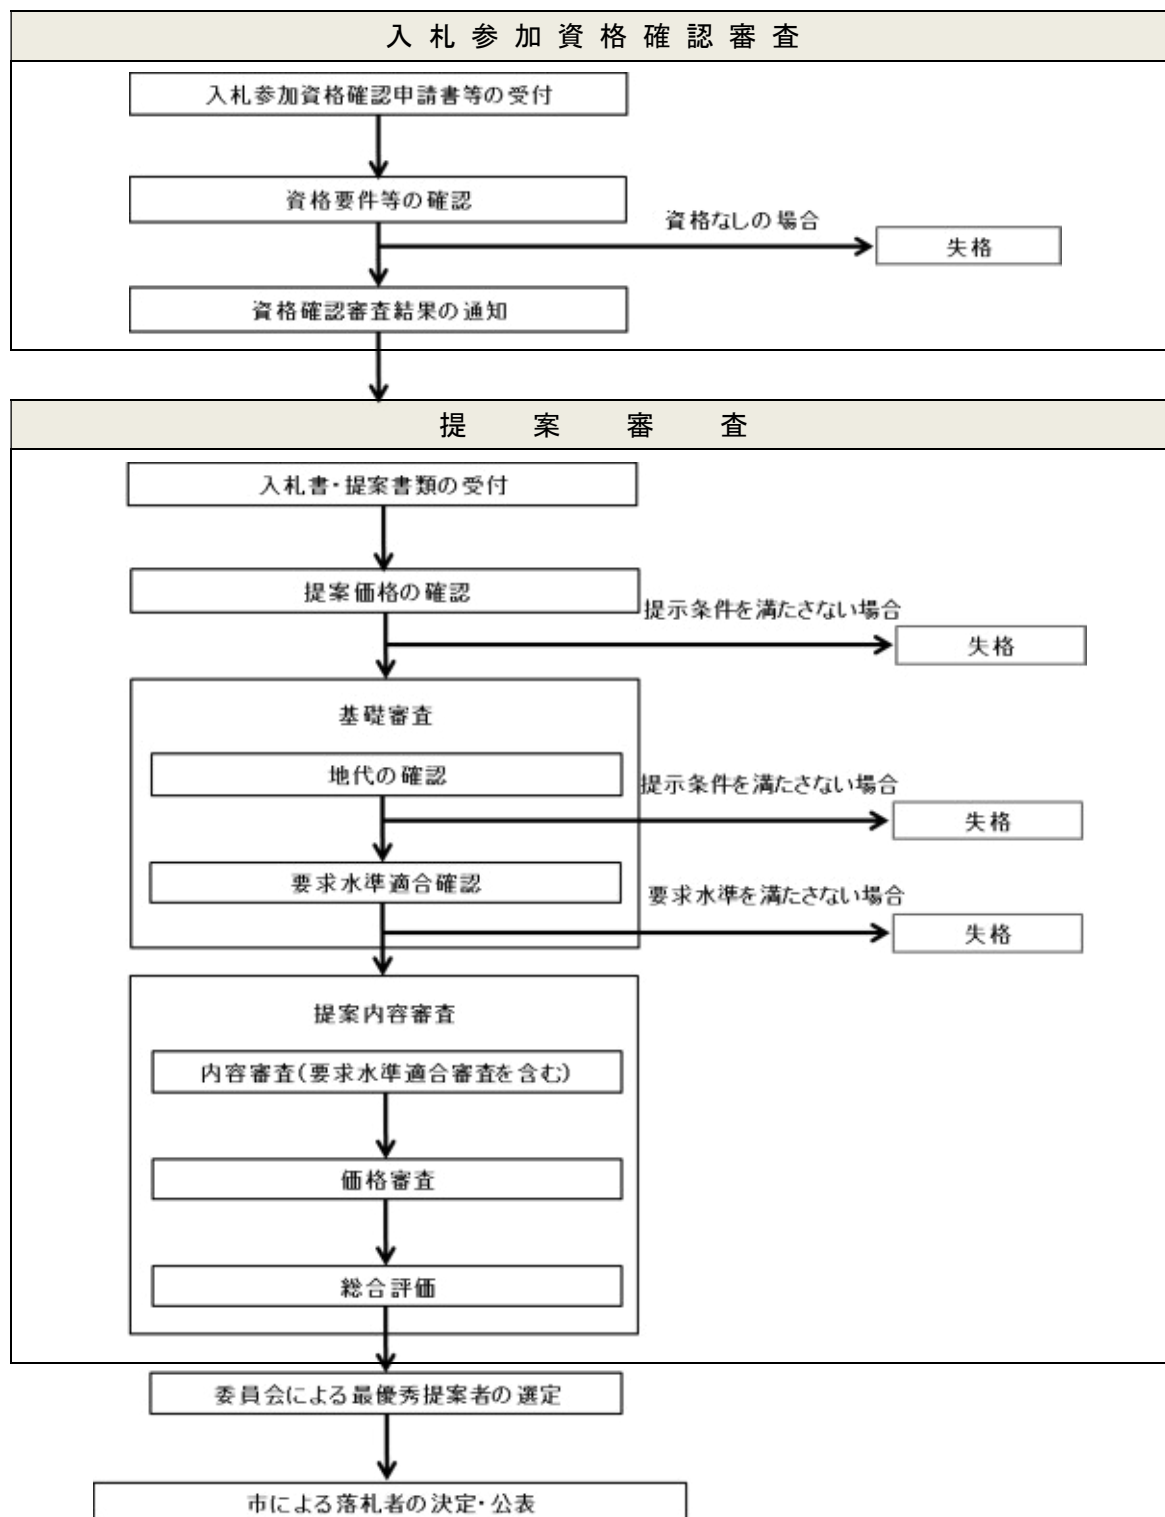 入札参加資格確認審査
入札参加資格確認申請書等の受付
資格要件等の確認
資格なしの場合
失格
資格確認審査結果の通知
提案審査
入札書・提案書類の受付
提案価格の確認
提示条件を満たさない場合
失格
基礎審査
地代の確認
提示条件を満たさない場合
失格
要求水準適合確認
要求水準を満たさない場合
失格
提案内容審査
内容審査(要求水準適合審査を含む)
価格審査
総合評価
委員会による最優秀提案者の選定
市による落札者の決定・公表